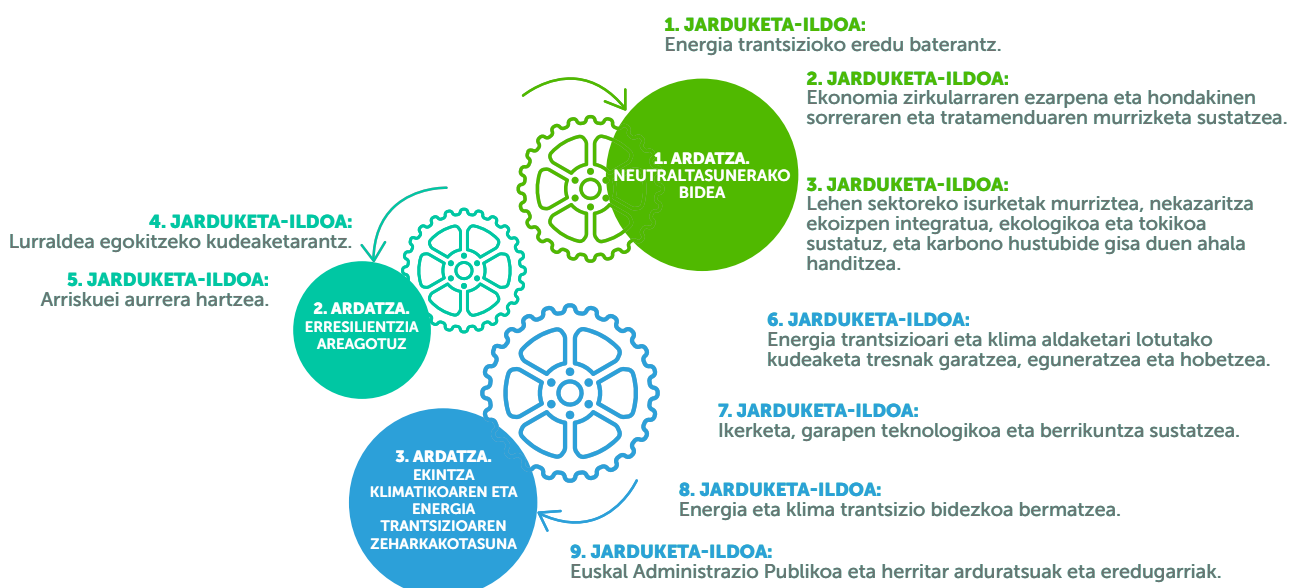 1. JARDUKETA-ILDOA:
Energia trantsizioko eredu baterantz.
2. JARDUKETA-ILDOA:
Ekonomia zirkularraren ezarpena eta hondakinen
sorreraren eta tratamenduaren murrizketa sustatzea.
1. ARDATZA.
NEUTRALTASUNERAKO
BIDEA
3. JARDUKETA-ILDOA:
Lehen sektoreko isurketak murriztea, nekazaritza
ekoizpen integratua, ekologikoa eta tokikoa
sustatuz, eta karbono hustubide gisa duen ahala
handitzea.
4. JARDUKETA-ILDOA:
Lurraldea egokitzeko kudeaketarantz.
5. JARDUKETA-ILDOA:
Arriskuei aurrera hartzea.
2. ARDATZA.
ERRESILIENTZIA
AREAGOTUZ
6. JARDUKETA-ILDOA:
Energia trantsizioari eta klima aldaketari lotutako
kudeaketa tresnak garatzea, eguneratzea eta hobetzea.
7. JARDUKETA-ILDOA:
Ikerketa, garapen teknologikoa eta berrikuntza sustatzea.
3. ARDATZA.
EKINTZA
KLIMATIKOAREN ETA
ENERGIA
TRANTSIZIOAREN
ZEHARKAKOTASUNA
8. JARDUKETA-ILDOA:
Energia eta klima trantsizio bidezkoa bermatzea.
9. JARDUKETA-ILDOA:
Euskal Administrazio Publikoa eta herritar arduratsuak eta eredugarriak.